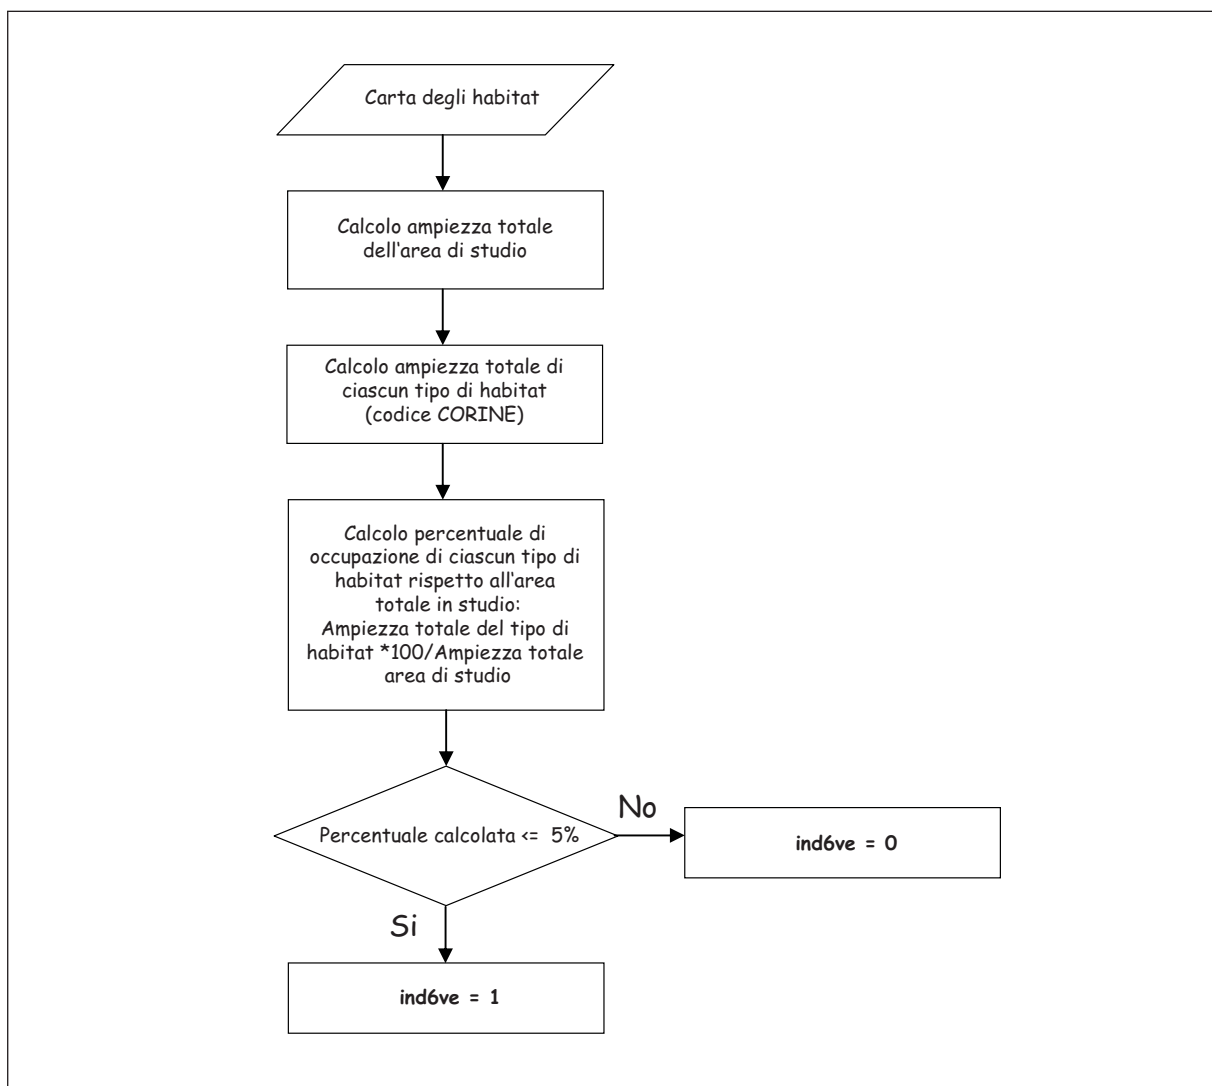 Carta degli habitat
Calcolo ampiezza totale
dell'area di studio
Calcolo ampiezza totale di
ciascun tipo di habitat
(codice CORINE)
Calcolo percentuale di
occupazione di ciascun tipo di
habitat rispetto all'area
totale in studio:
Ampiezza totale del tipo di
habitat *100/Ampiezza totale
area di studio
Percentuale calcolata <= 5%
No
ind6ve = 0
Si
ind6ve = 1